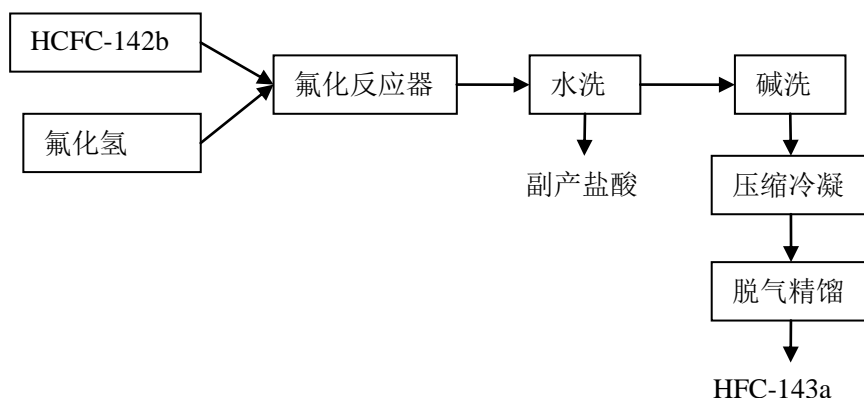 HCFC-142b
氟化氢
氟化反应器
水洗
碱洗
副产盐酸
压缩冷凝
脱气精馏
HFC-143a